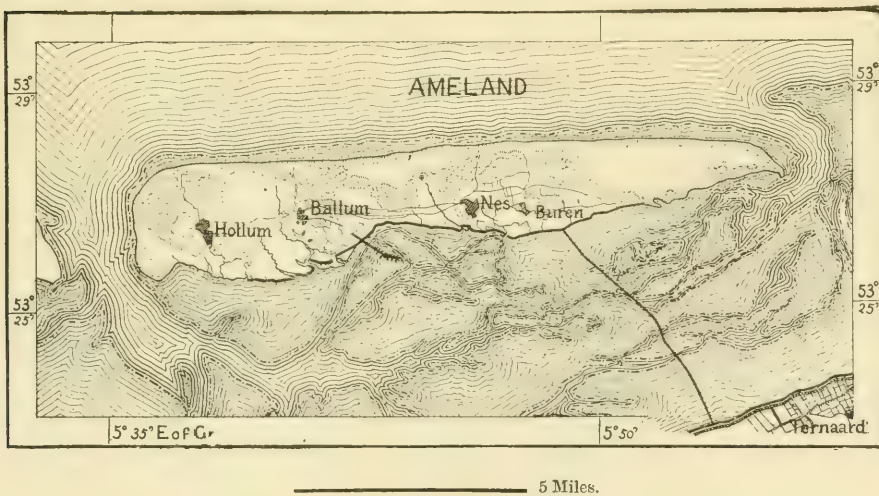 AMELAND
53°
29'
53°
29'
Nes
Ballum
Buren
Hollum
53°
25'
53°
25'
5° 35' E of Gr
5° 50'
Ternaard
5 Miles.